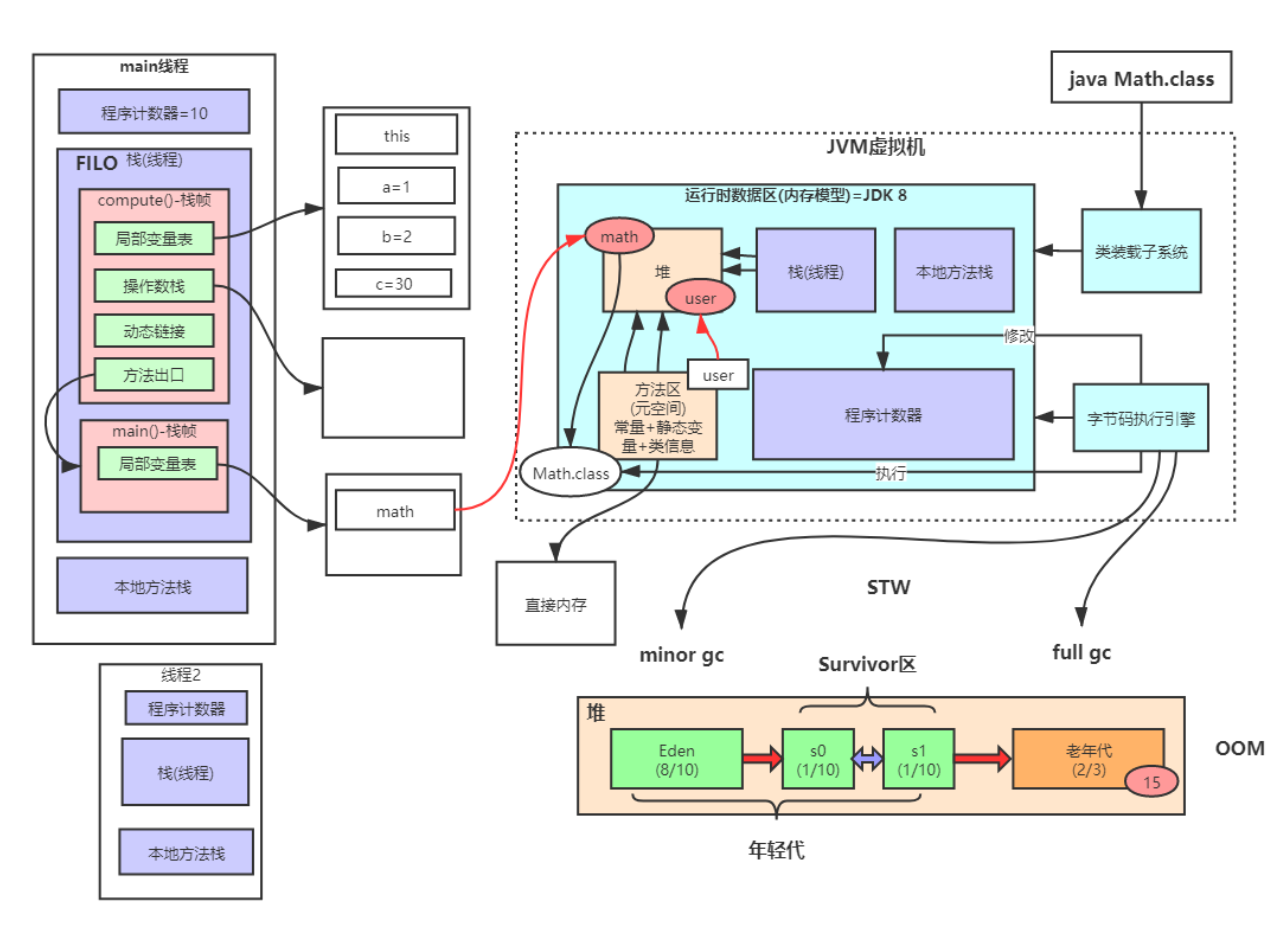 main线程
程序计数器=10
FILO
栈(线程)
compute()-栈帧
局部变量表
操作数栈
动态链接
方法出口
main()-栈帧
局部变量表
本地方法栈
this
a=1
b=2
c=30
math
线程2
程序计数器
栈(线程)
本地方法栈
java Math.class
JVM虚拟机
运行时数据区(内存模型)=JDK 8
math
堆
user
栈(线程)
本地方法栈
类装载子系统
修改
user
方法区
(元空间)
常量+静态变
量+类信息
程序计数器
字节码执行引擎
Math.class
执行
直接内存
STW
minor gc
full gc
Survivor区
堆
Eden
(8/10)
s0
(1/10)
s1
(1/10)
老年代
(2/3)
15
OOM
年轻代